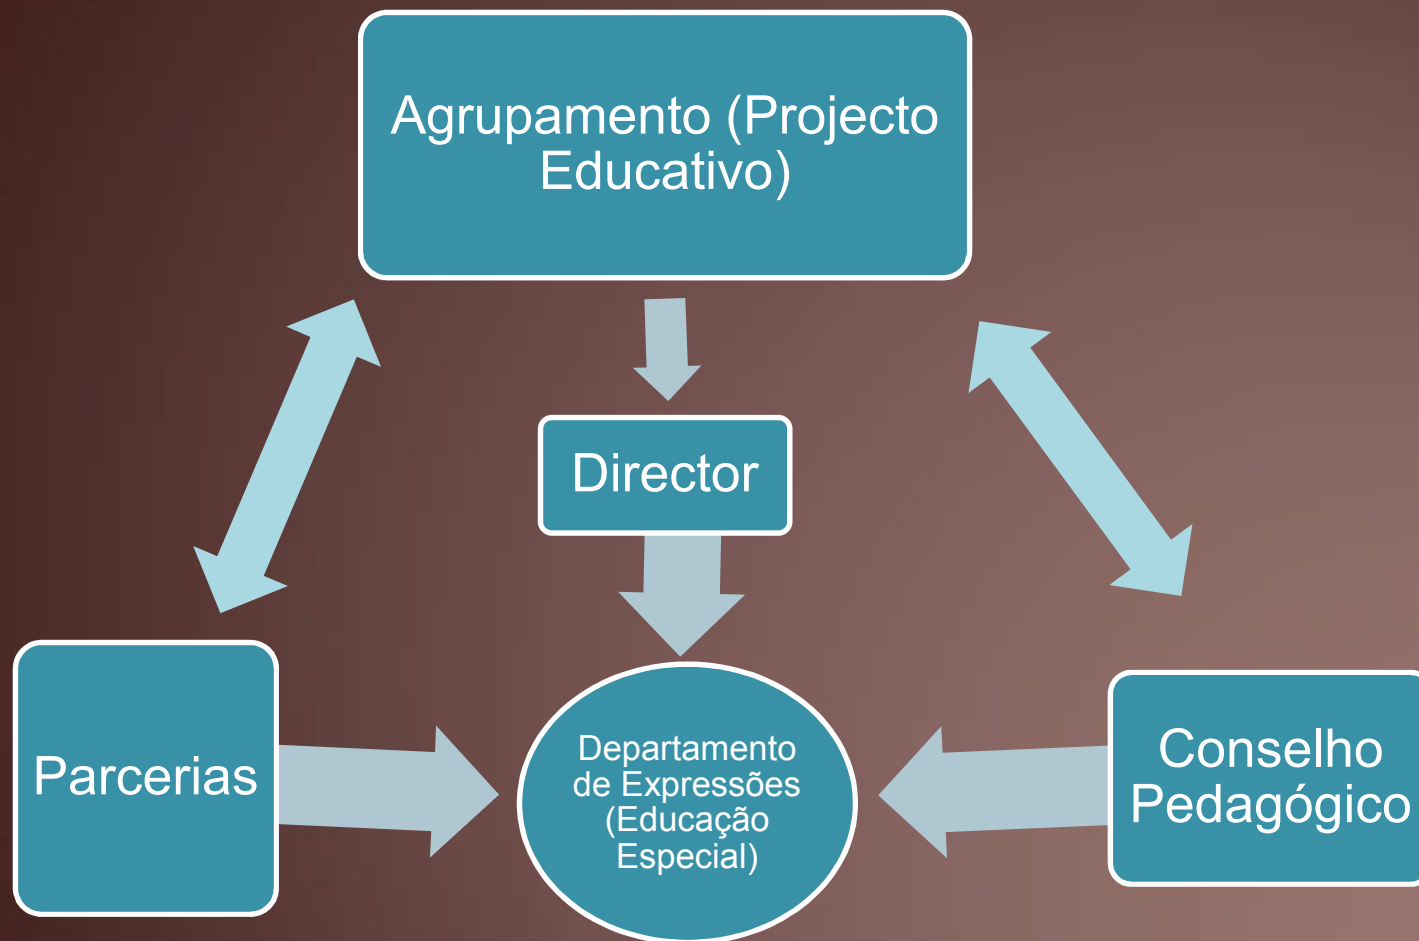 Agrupamento (Projecto
Educativo)
Director
Parcerias
Departamento
de Expressões
(Educação
Especial)
Conselho
Pedagógico